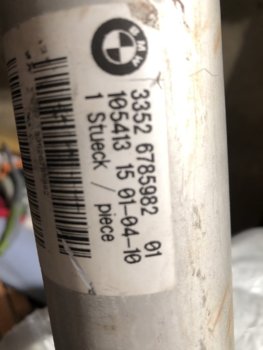 BMW
3352 6785982 01
105413 15 01-04-10
1 Stueck / piece